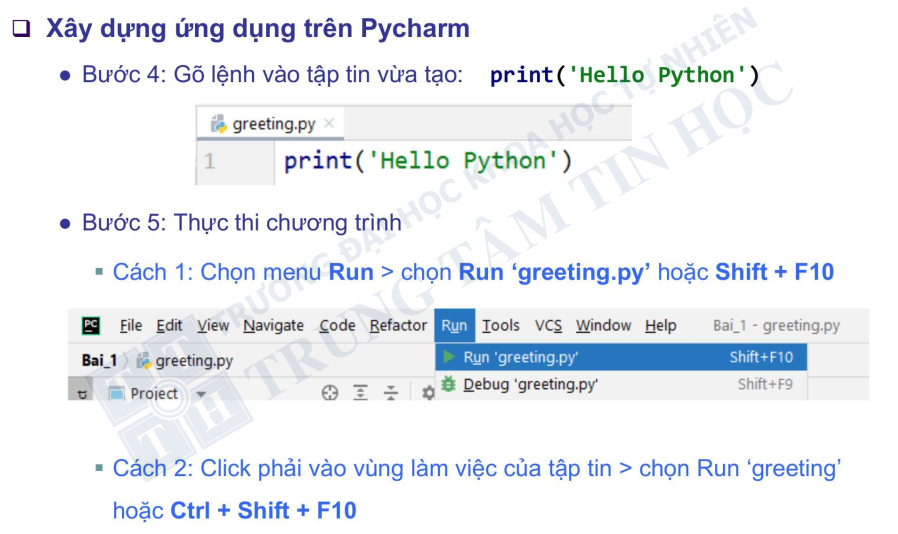 Xây dựng ứng dụng trên Pycharm
Bước 4: Gõ lệnh vào tập tin vừa tạo: print('Hello Python')
greeting.py
1 print('Hello Python')
Bước 5: Thực thi chương trình
Cách 1: Chọn menu Run > chọn Run ‘greeting.py’ hoặc Shift + F10
PC File Edit View Navigate Code Refactor Run Tools VCS Window Help Bai_1 - greeting.py
Bai_1 greeting.py
Run 'greeting.py' Shift+F10
Project
Debug 'greeting.py' Shift+F9
Cách 2: Click phải vào vùng làm việc của tập tin > chọn Run ‘greeting’
hoặc Ctrl + Shift + F10
TRƯỜNG ĐẠI HỌC KHOA HỌC TỰ NHIÊN
TRUNG TÂM TIN HỌC